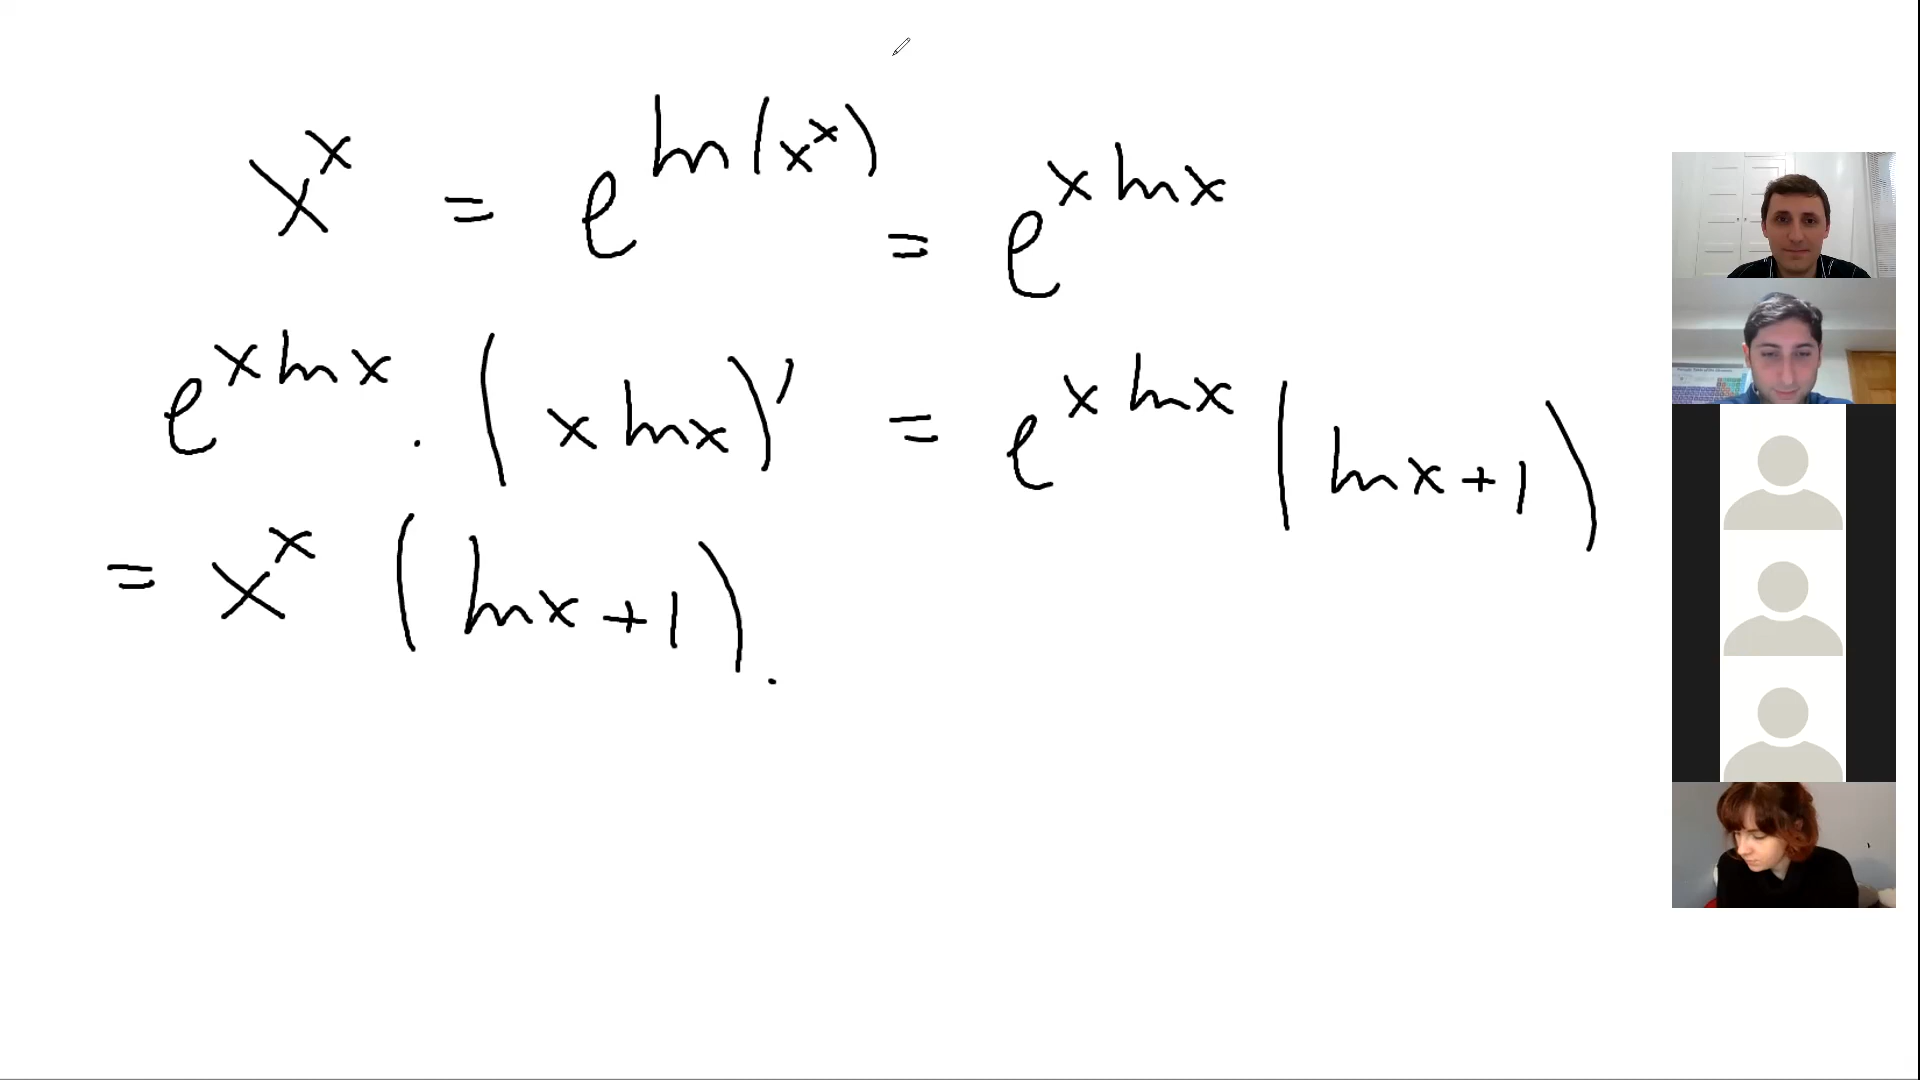 x^x = e^{ln(x^x)} = e^{x ln x}
e^{x ln x} · (x ln x)' = e^{x ln x} (ln x + 1)
= x^x (ln x + 1).